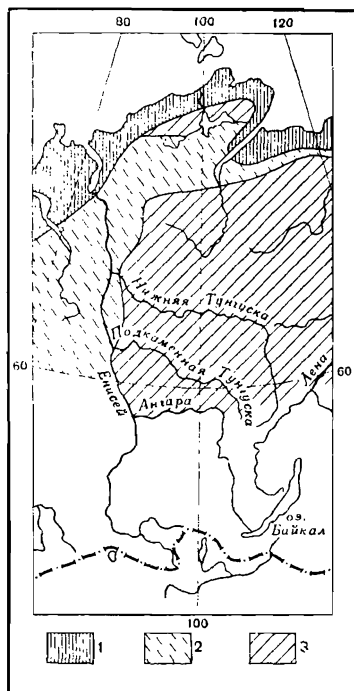 80 100 120
Нижняя Тунгуска
Подкаменная Тунгуска
60 60
Енисей
Лена
Ангара
оз.
Байкал
100
1 2 3